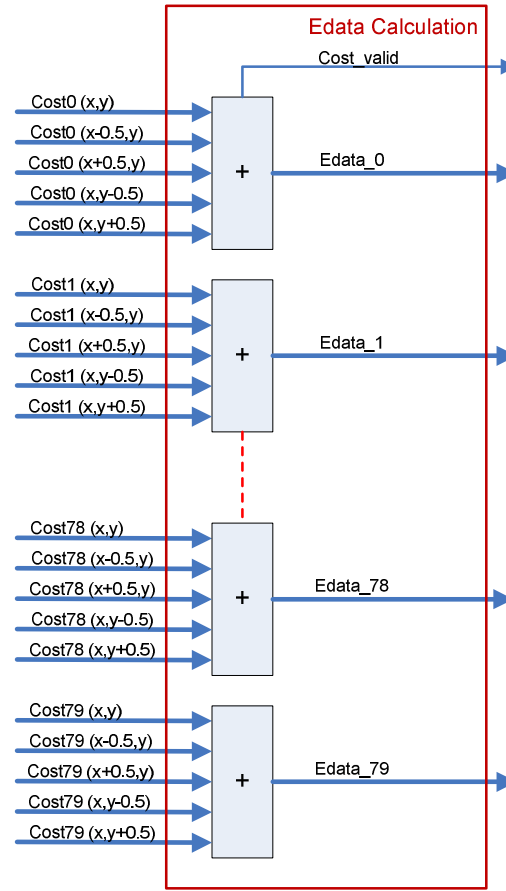 Edata Calculation
Cost_valid
Cost0 (x,y)
Cost0 (x-0.5,y)
Cost0 (x+0.5,y)
Cost0 (x,y-0.5)
Cost0 (x,y+0.5)
+
Edata_0
Cost1 (x,y)
Cost1 (x-0.5,y)
Cost1 (x+0.5,y)
Cost1 (x,y-0.5)
Cost1 (x,y+0.5)
+
Edata_1
Cost78 (x,y)
Cost78 (x-0.5,y)
Cost78 (x+0.5,y)
Cost78 (x,y-0.5)
Cost78 (x,y+0.5)
+
Edata_78
Cost79 (x,y)
Cost79 (x-0.5,y)
Cost79 (x+0.5,y)
Cost79 (x,y-0.5)
Cost79 (x,y+0.5)
+
Edata_79